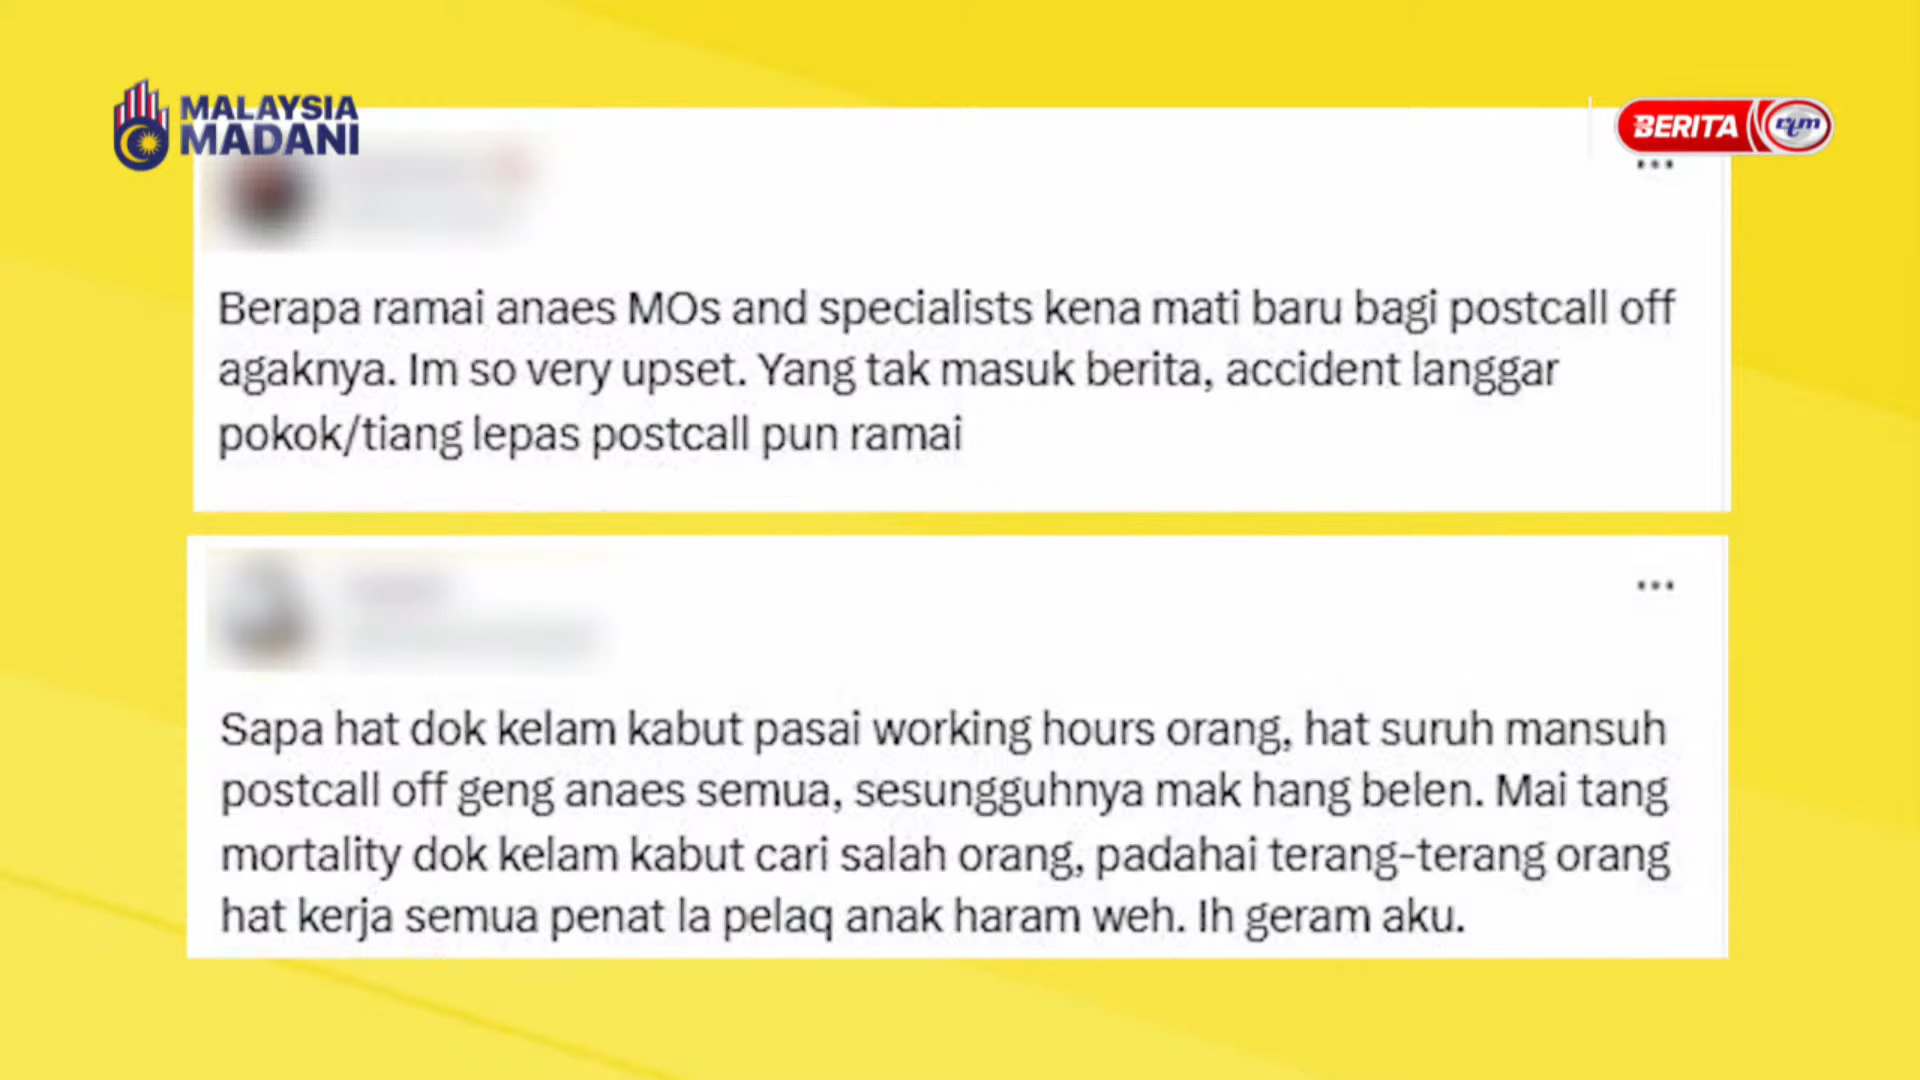 MALAYSIA
MADANI
BERITA rtm
Berapa ramai anaes MOs and specialists kena mati baru bagi postcall off
agaknya. Im so very upset. Yang tak masuk berita, accident langgar
pokok/tiang lepas postcall pun ramai
Sapa hat dok kelam kabut pasai working hours orang, hat suruh mansuh
postcall off geng anaes semua, sesungguhnya mak hang belen. Mai tang
mortality dok kelam kabut cari salah orang, padahai terang-terang orang
hat kerja semua penat la pelaq anak haram weh. Ih geram aku.